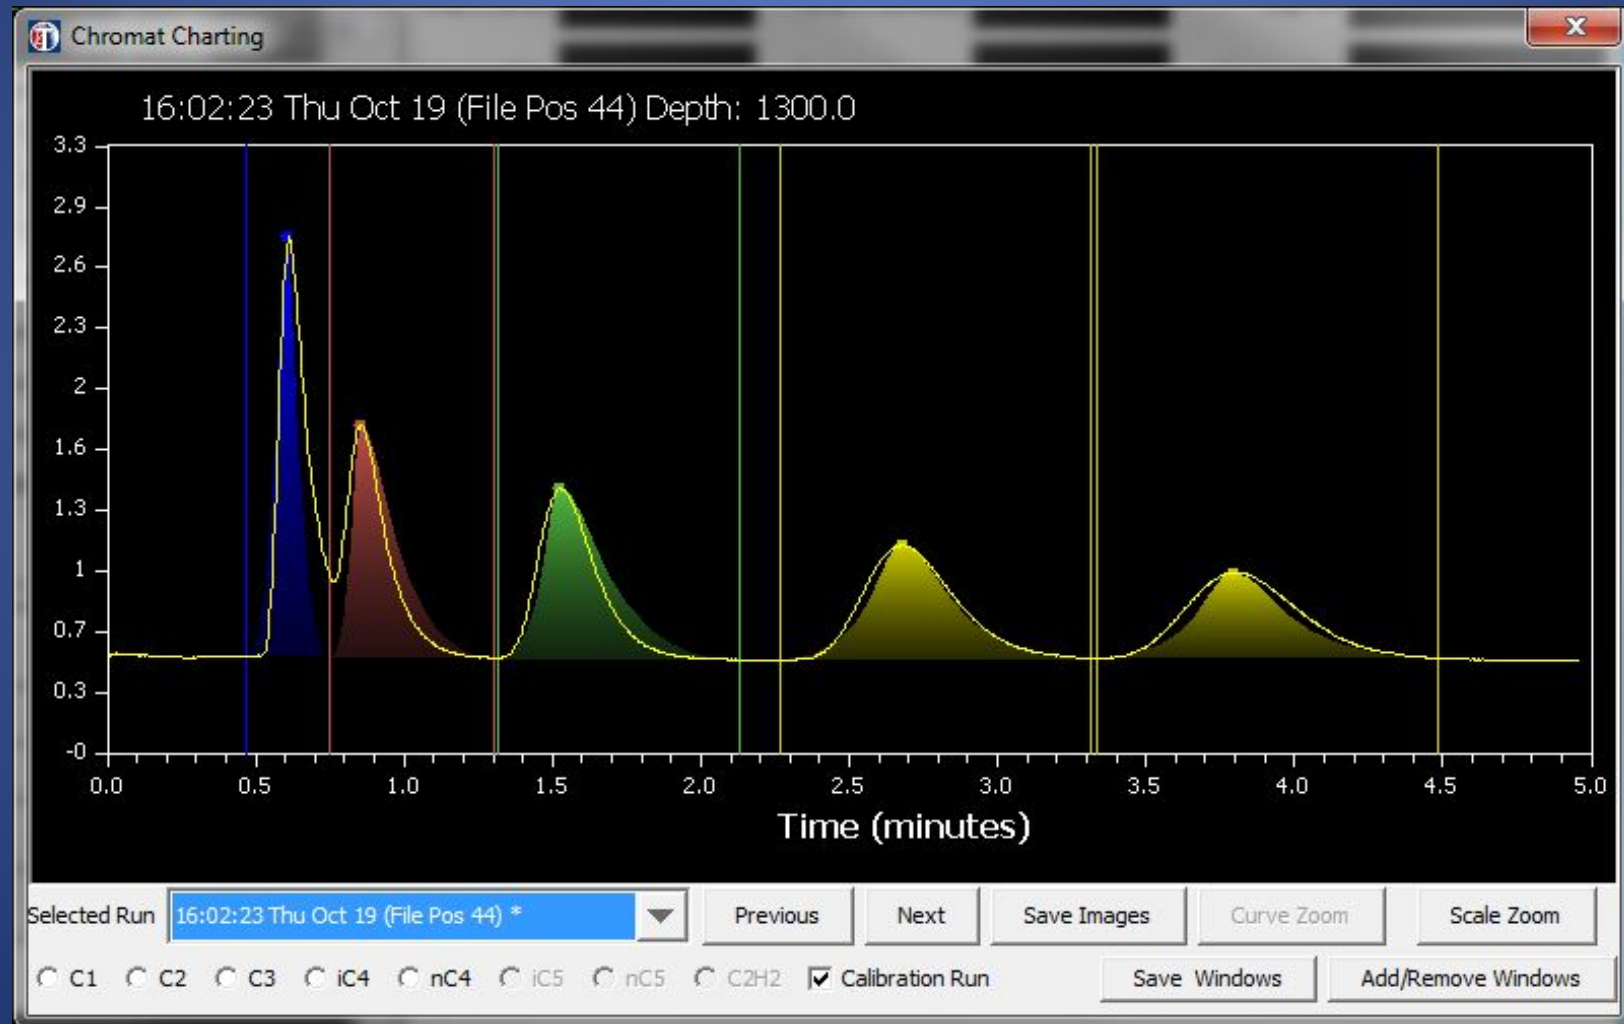 Chromat Charting
x
16:02:23 Thu Oct 19 (File Pos 44) Depth: 1300.0
3.3
2.9
2.6
2.3
2
1.6
1.3
1
0.7
0.3
-0
0.0 0.5 1.0 1.5 2.0 2.5 3.0 3.5 4.0 4.5 5.0
Time (minutes)
Selected Run 16:02:23 Thu Oct 19 (File Pos 44) * Previous Next Save Images Curve Zoom Scale Zoom
C1 C2 C3 iC4 nC4 iC5 nC5 C2H2 Calibration Run Save Windows Add/Remove Windows